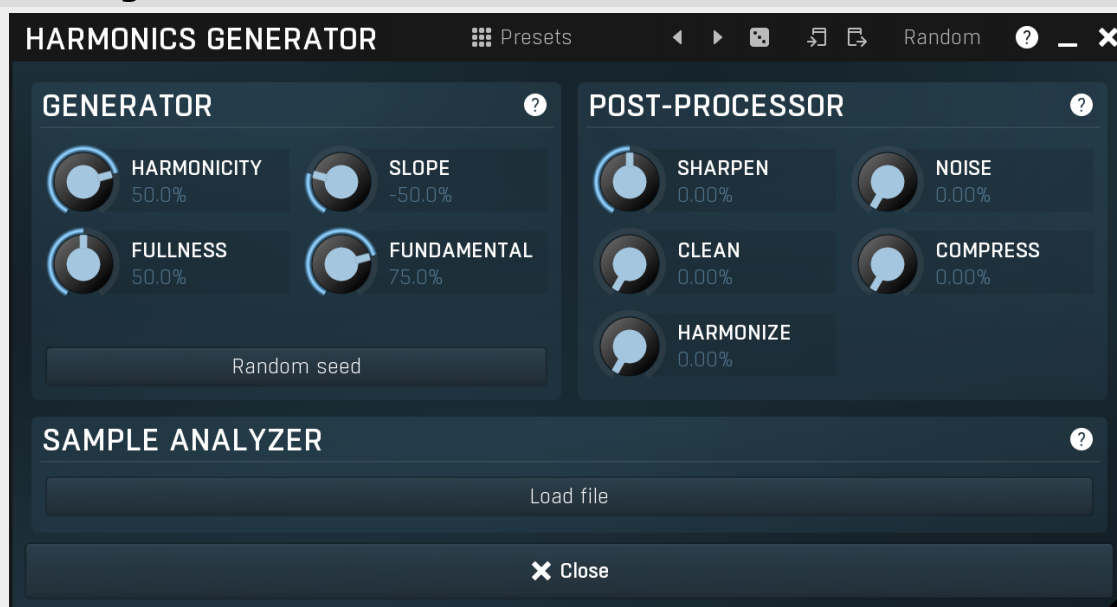 HARMONICS GENERATOR Presets Random ?
GENERATOR ?
HARMONICITY
50.0%
SLOPE
-50.0%
FULLNESS
50.0%
FUNDAMENTAL
75.0%
Random seed
POST-PROCESSOR ?
SHARPEN
0.00%
NOISE
0.00%
CLEAN
0.00%
COMPRESS
0.00%
HARMONIZE
0.00%
SAMPLE ANALYZER ?
Load file
Close